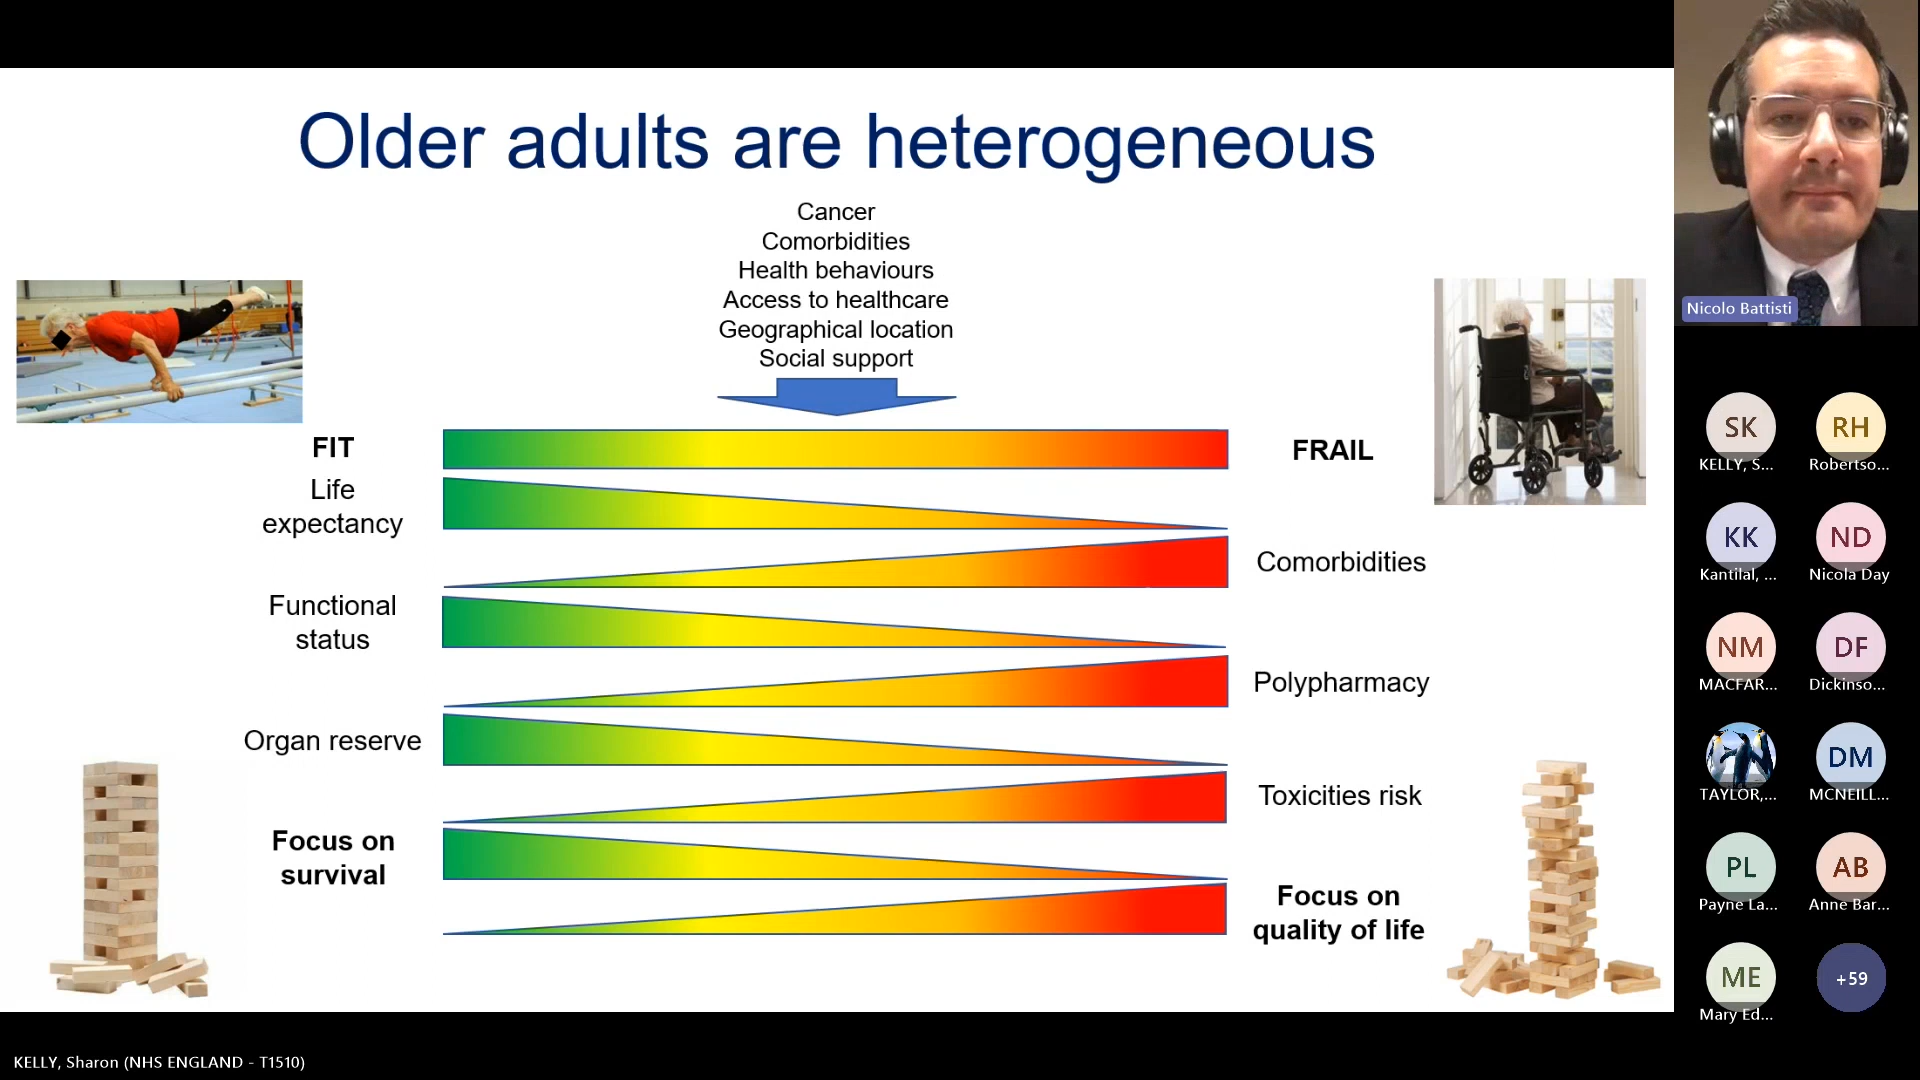 Older adults are heterogeneous
Cancer
Comorbidities
Health behaviours
Access to healthcare
Geographical location
Social support
FIT
FRAIL
Life
expectancy
Comorbidities
Functional
status
Polypharmacy
Organ reserve
Toxicities risk
Focus on
survival
Focus on
quality of life
Nicolo Battisti
SK
KELLY, S...
RH
Robertso...
KK
Kantilal, ...
ND
Nicola Day
NM
MACFAR...
DF
Dickinso...
TAYLOR,...
DM
MCNEILL...
PL
Payne La...
AB
Anne Bar...
ME
Mary Ed...
+59
KELLY, Sharon (NHS ENGLAND - T1510)